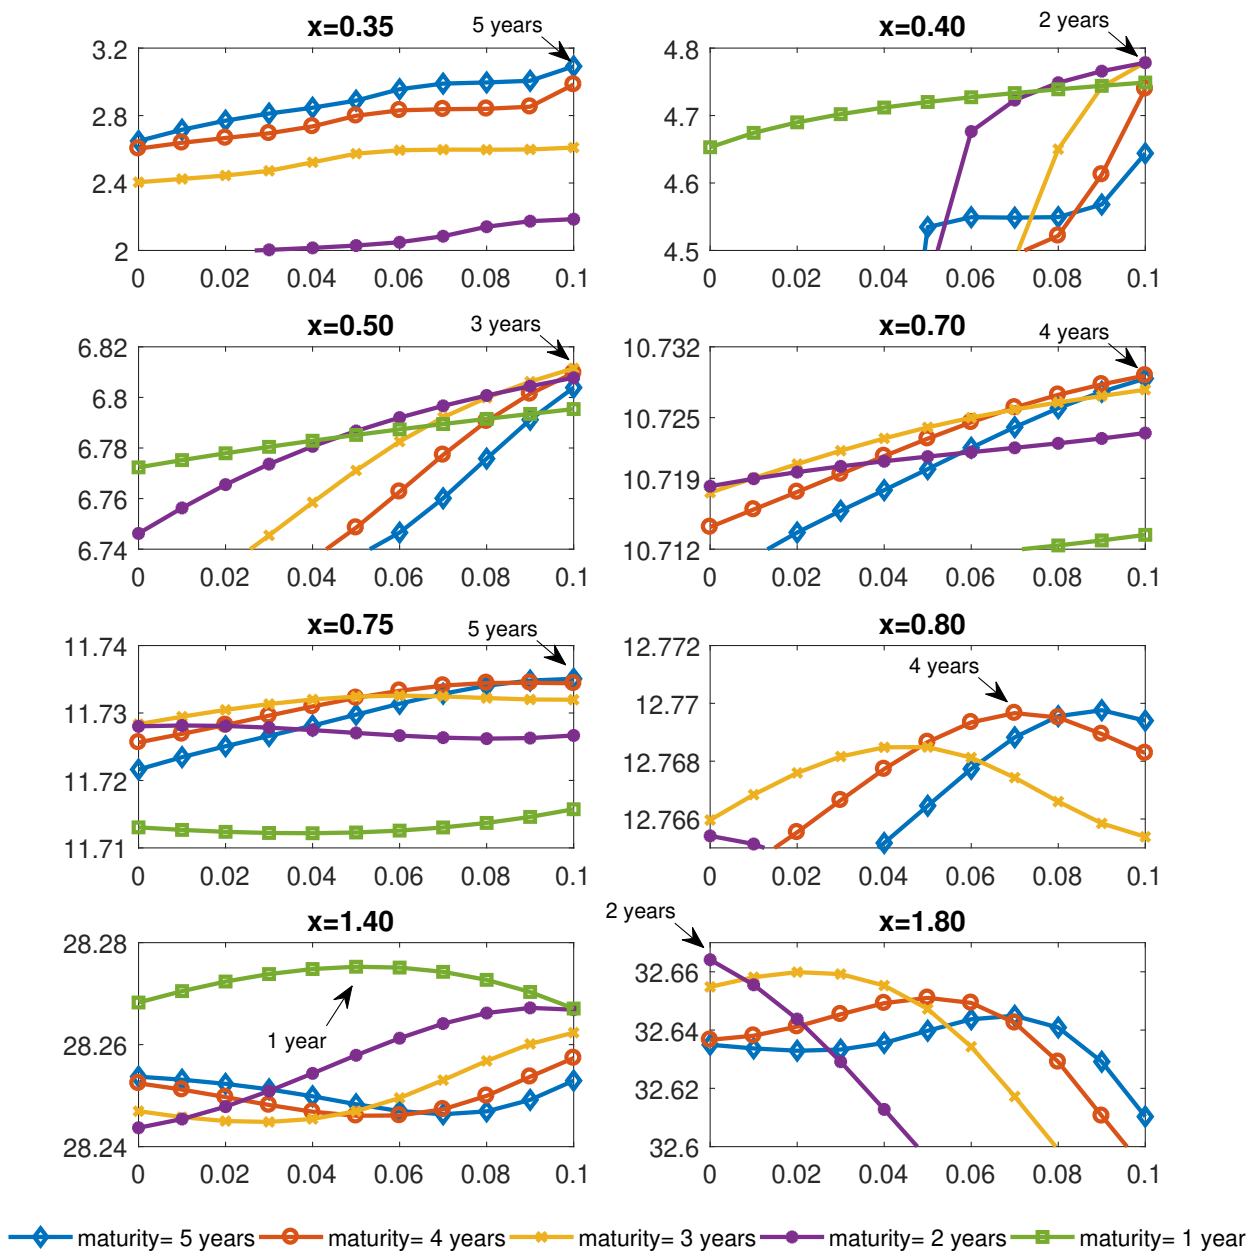 x=0.35
5 years
3.2
2.8
2.4
2
0 0.02 0.04 0.06 0.08 0.1
x=0.40
2 years
4.8
4.7
4.6
4.5
0 0.02 0.04 0.06 0.08 0.1
x=0.50
3 years
6.82
6.8
6.78
6.76
6.74
0 0.02 0.04 0.06 0.08 0.1
x=0.70
4 years
10.732
10.725
10.719
10.712
0 0.02 0.04 0.06 0.08 0.1
x=0.75
5 years
11.74
11.73
11.72
11.71
0 0.02 0.04 0.06 0.08 0.1
x=0.80
4 years
12.772
12.77
12.768
12.766
0 0.02 0.04 0.06 0.08 0.1
x=1.40
1 year
28.28
28.26
28.24
0 0.02 0.04 0.06 0.08 0.1
x=1.80
2 years
32.66
32.64
32.62
32.6
0 0.02 0.04 0.06 0.08 0.1
maturity= 5 years maturity= 4 years maturity= 3 years maturity= 2 years maturity= 1 year